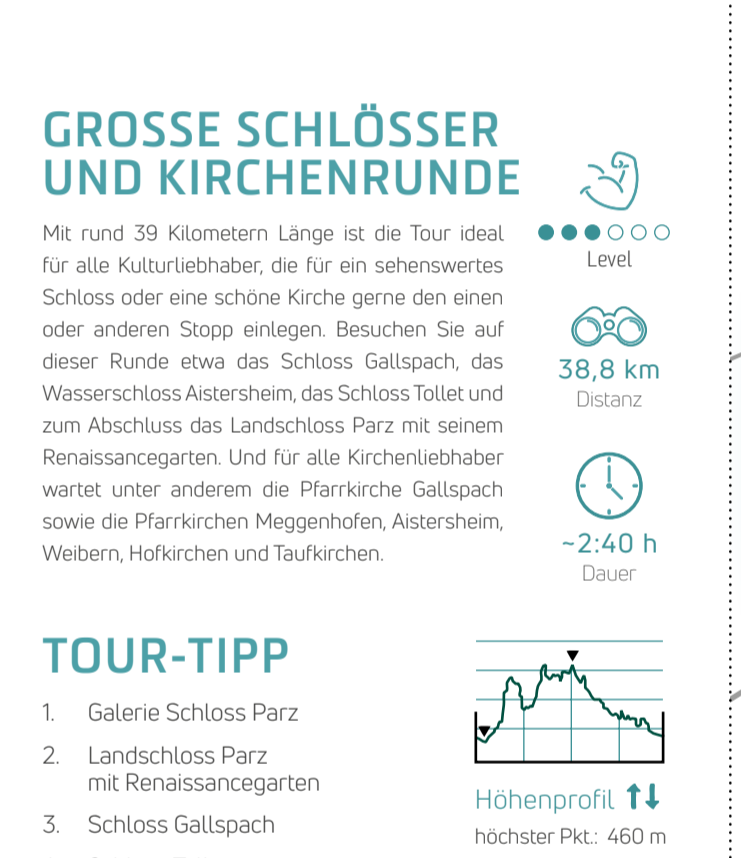 GROSSE SCHLÖSSER
UND KIRCHENRUNDE
Mit rund 39 Kilometern Länge ist die Tour ideal
für alle Kulturliebhaber, die für ein sehenswertes
Schloss oder eine schöne Kirche gerne den einen
oder anderen Stopp einlegen. Besuchen Sie auf
dieser Runde etwa das Schloss Gallspach, das
Wasserschloss Aistersheim, das Schloss Tollet und
zum Abschluss das Landschloss Parz mit seinem
Renaissancegarten. Und für alle Kirchenliebhaber
wartet unter anderem die Pfarrkirche Gallspach
sowie die Pfarrkirchen Meggenhofen, Aistersheim,
Weibern, Hofkirchen und Taufkirchen.
Level
38,8 km
Distanz
~2:40 h
Dauer
TOUR-TIPP
1. Galerie Schloss Parz
2. Landschloss Parz
mit Renaissancegarten
3. Schloss Gallspach
Höhenprofil
höchster Pkt.: 460 m